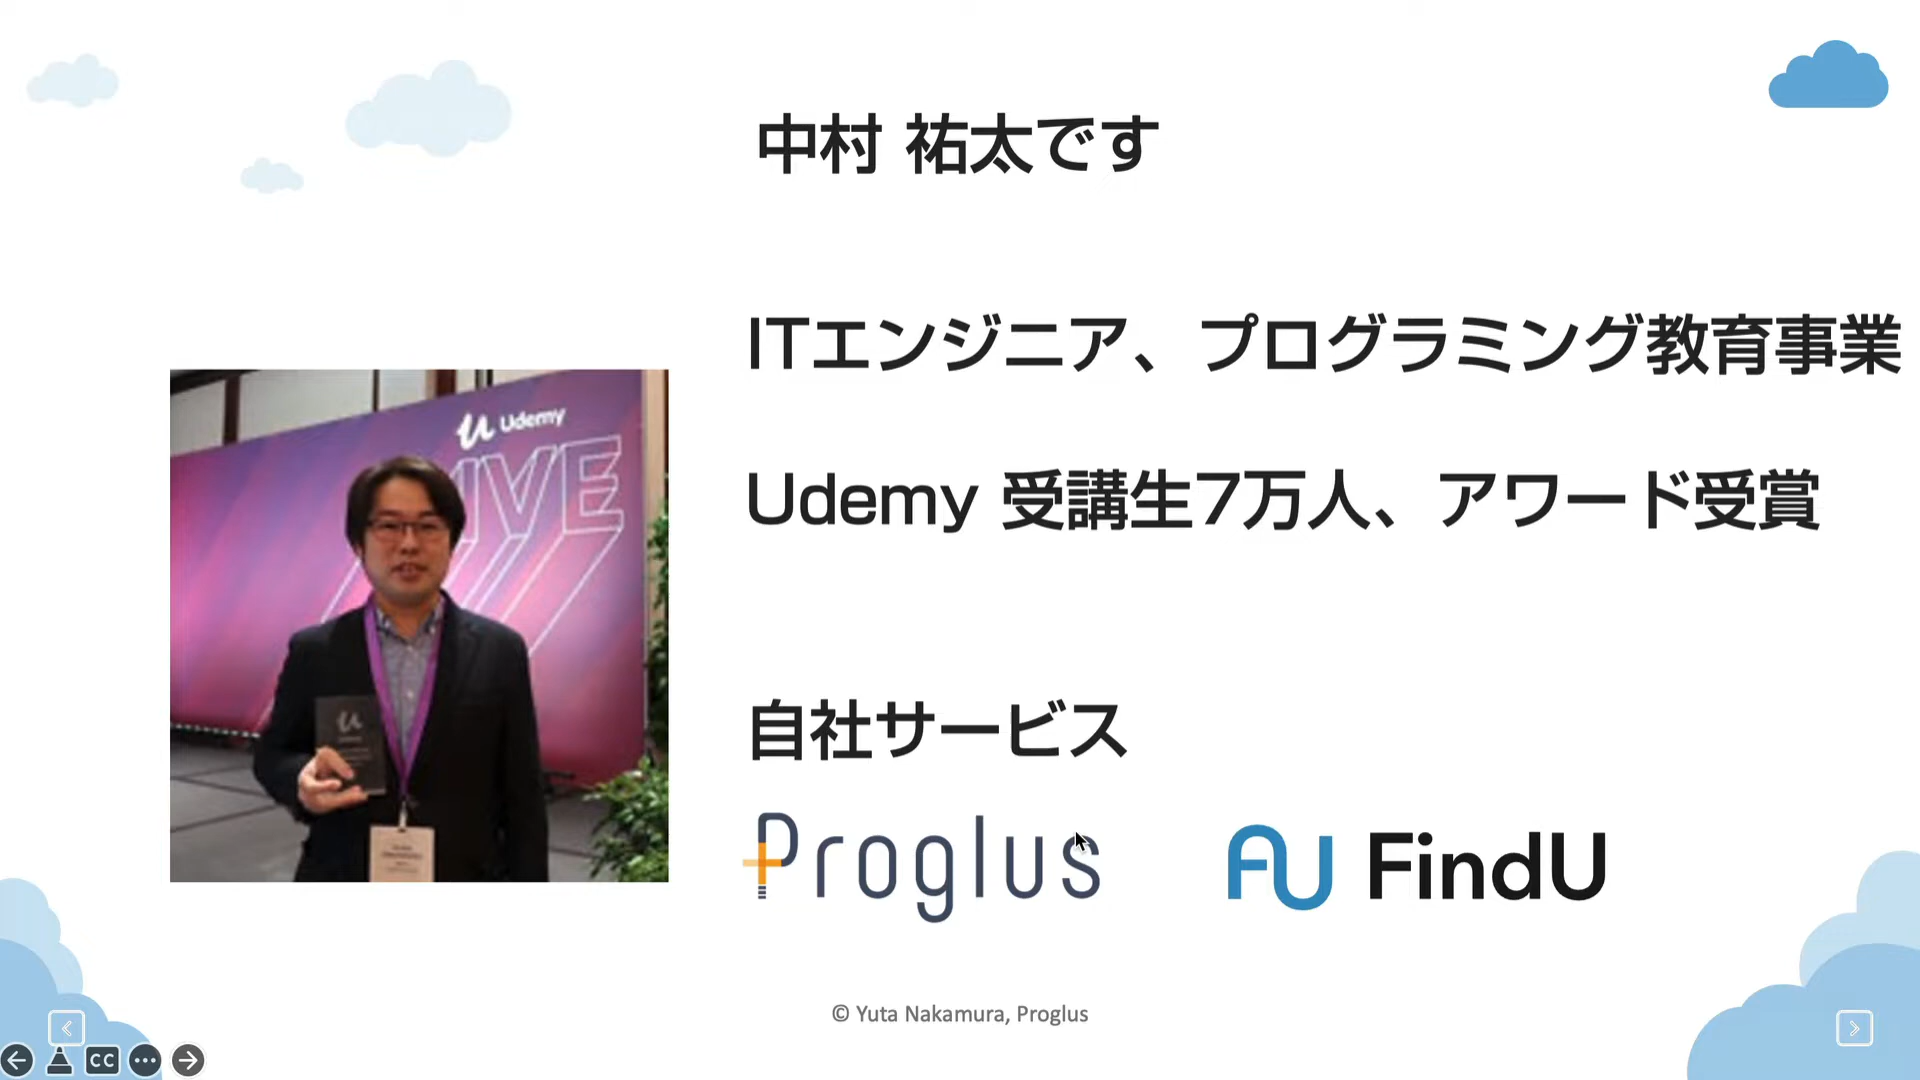 中村 祐太です
ITエンジニア、プログラミング教育事業
Udemy 受講生7万人、アワード受賞
Udemy
LIVE
自社サービス
Proglus
FindU
© Yuta Nakamura, Proglus
CC